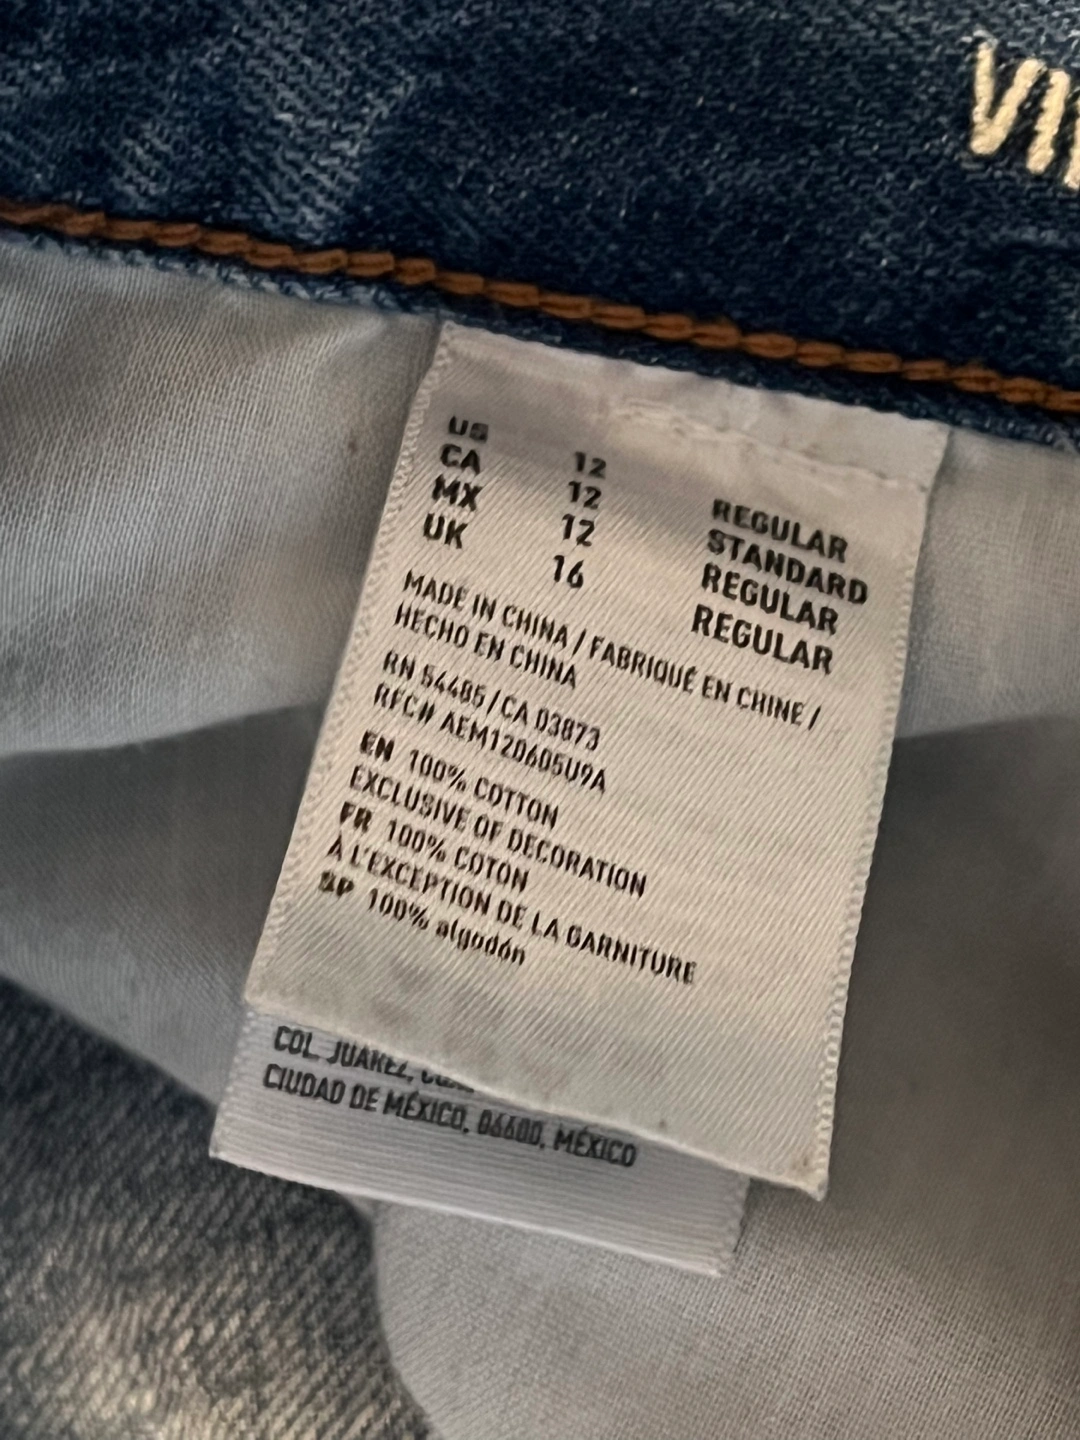 VI
US 12 REGULAR
CA 12 STANDARD
MX 12 REGULAR
UK 16 REGULAR
MADE IN CHINA / FABRIQUÉ EN CHINE /
HECHO EN CHINA
RN 54485 / CA 03873
RFC# AEM120605U9A
EN 100% COTTON
EXCLUSIVE OF DECORATION
FR 100% COTON
À L'EXCEPTION DE LA GARNITURE
SP 100% algodón
COL. JUAREZ,
CIUDAD DE MÉXICO, 06600, MÉXICO